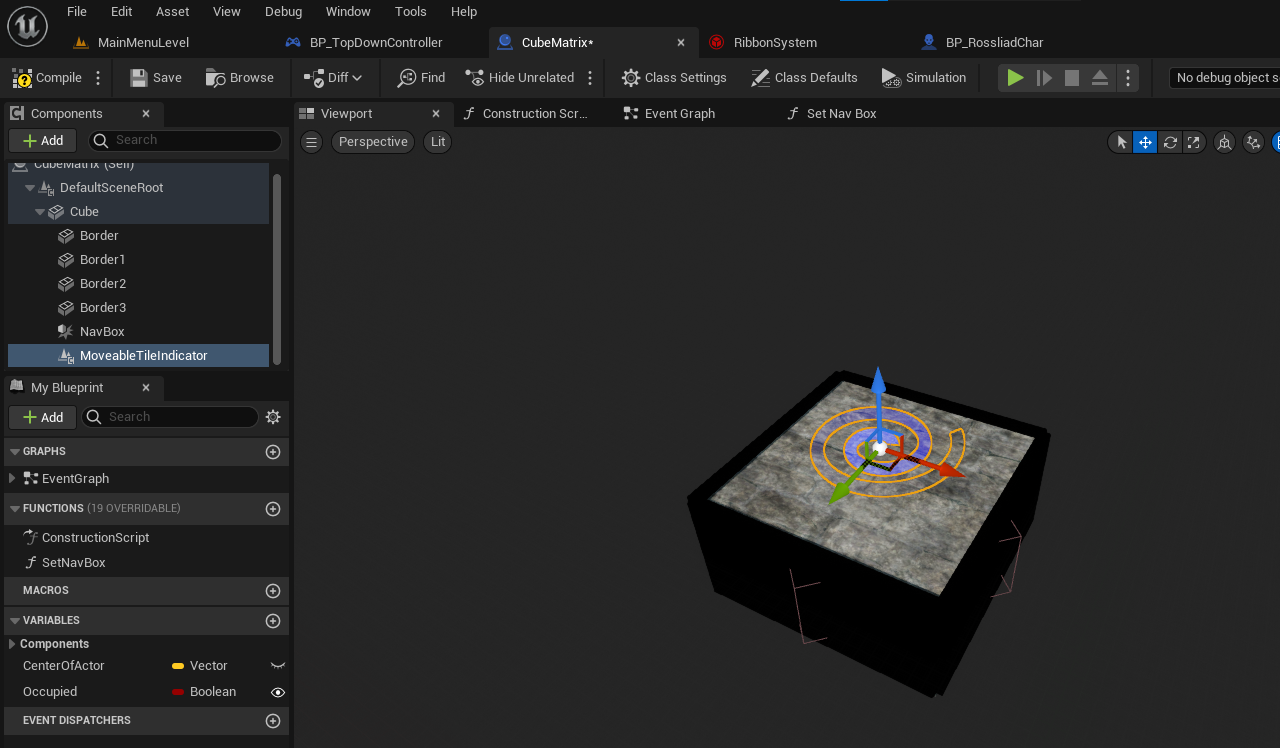 File Edit Asset View Debug Window Tools Help
MainMenuLevel BP_TopDownController CubeMatrix* RibbonSystem BP_RossliadChar
Compile Save Browse Diff Find Hide Unrelated Class Settings Class Defaults Simulation No debug object se
Components Viewport Construction Scr... Event Graph Set Nav Box
Add Search Perspective Lit
CubeMatrix (Self)
DefaultSceneRoot
Cube
Border
Border1
Border2
Border3
NavBox
MoveableTileIndicator
My Blueprint
Add Search
GRAPHS
EventGraph
FUNCTIONS (19 OVERRIDABLE)
ConstructionScript
SetNavBox
MACROS
VARIABLES
Components
CenterOfActor Vector
Occupied Boolean
EVENT DISPATCHERS